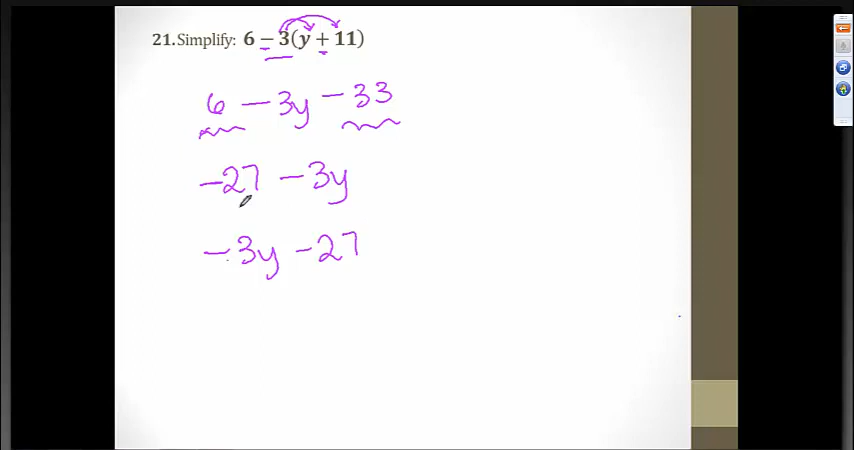 21. Simplify: 6 − 3(y + 11)
6 − 3y − 33
−27 − 3y
−3y − 27